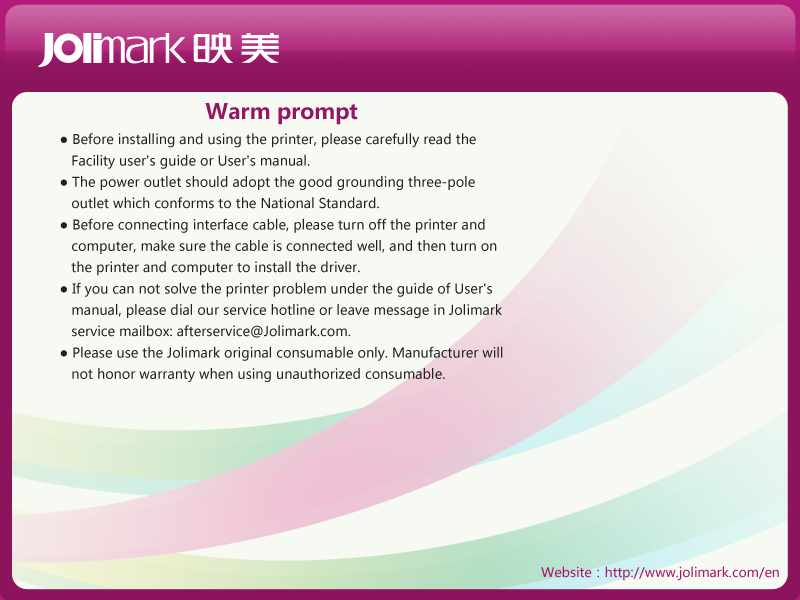 Jolimark 映美
Warm prompt
● Before installing and using the printer, please carefully read the
Facility user's guide or User's manual.
● The power outlet should adopt the good grounding three-pole
outlet which conforms to the National Standard.
● Before connecting interface cable, please turn off the printer and
computer, make sure the cable is connected well, and then turn on
the printer and computer to install the driver.
● If you can not solve the printer problem under the guide of User's
manual, please dial our service hotline or leave message in Jolimark
service mailbox: afterservice@Jolimark.com.
● Please use the Jolimark original consumable only. Manufacturer will
not honor warranty when using unauthorized consumable.
Website : http://www.jolimark.com/en